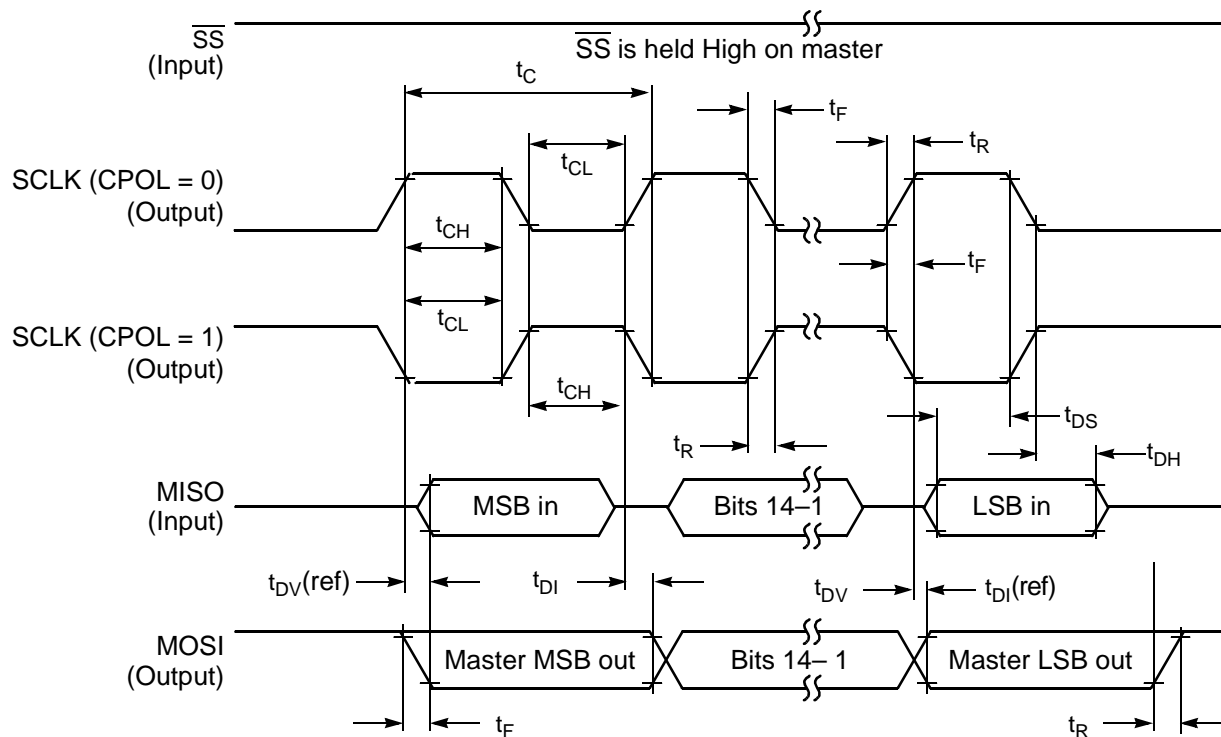 SS
(Input)
SS is held High on master
tC
tF
tR
tCL
SCLK (CPOL = 0)
(Output)
tCH
tF
tCL
SCLK (CPOL = 1)
(Output)
tCH
tDS
tR
tDH
MISO
(Input)
MSB in
Bits 14–1
LSB in
tDV(ref)
tDI
tDV
tDI(ref)
MOSI
(Output)
Master MSB out
Bits 14– 1
Master LSB out
tF
tR